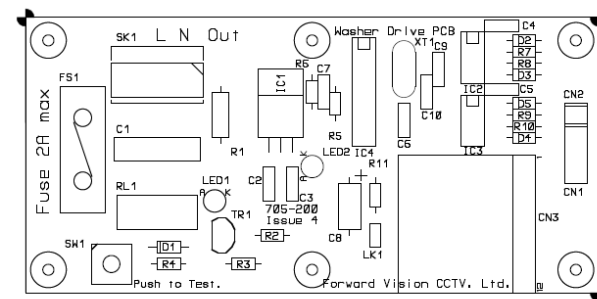 SK1
L N Out
Washer Drive PCB
C4
XT1
C9
D2
R7
R8
D3
FS1
IC1
R6
C7
IC2
C5
CN2
Fuse 2A max
C10
D5
R9
R10
D4
C1
R1
R5
C6
IC4
IC3
LED2
K
A
R11
RL1
LED1
A
K
C2
C3
CN1
TR1
705-200
Issue 4
C8
CN3
SW1
D1
R2
LK1
R4
R3
Push to Test.
Forward Vision CCTV. Ltd.